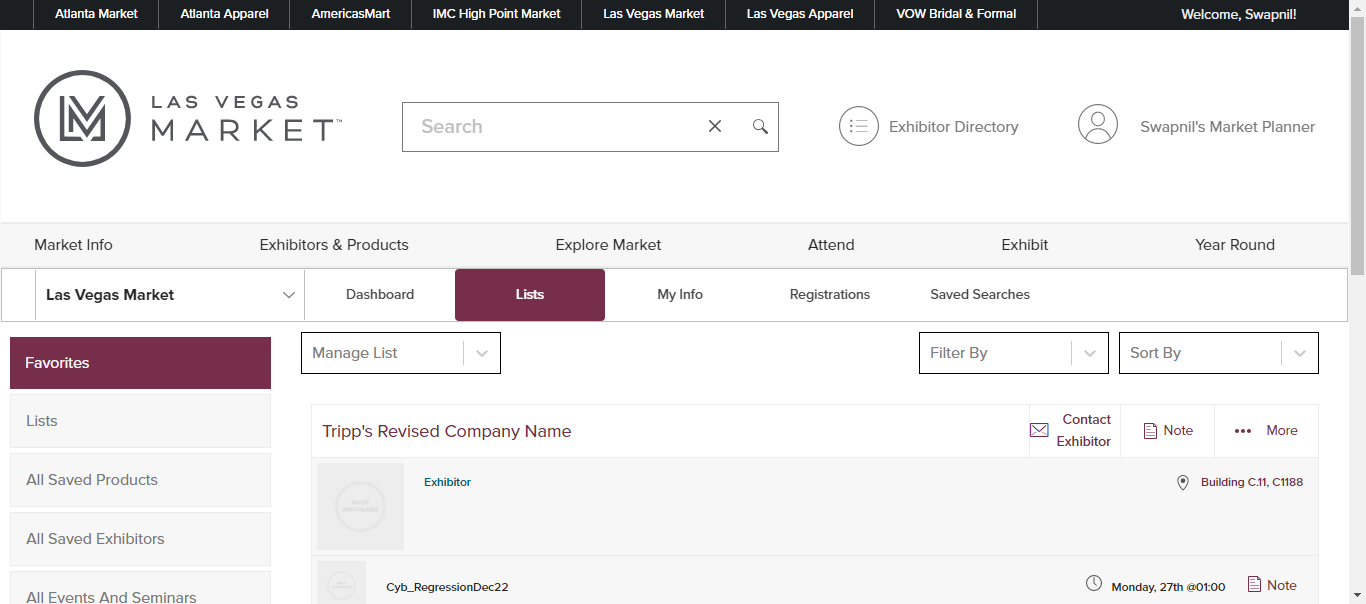 Atlanta Market Atlanta Apparel AmericasMart IMC High Point Market Las Vegas Market Las Vegas Apparel VOW Bridal & Formal Welcome, Swapnil!
LAS VEGAS
MARKET™
Search
Exhibitor Directory
Swapnil's Market Planner
Market Info Exhibitors & Products Explore Market Attend Exhibit Year Round
Las Vegas Market Dashboard Lists My Info Registrations Saved Searches
Favorites
Lists
All Saved Products
All Saved Exhibitors
All Events And Seminars
Manage List Filter By Sort By
Tripp's Revised Company Name
Contact
Exhibitor
Note
More
IMAGE
UNAVAILABLE
Exhibitor
Building C.11, C1188
Cyb_RegressionDec22
Monday, 27th @01:00
Note